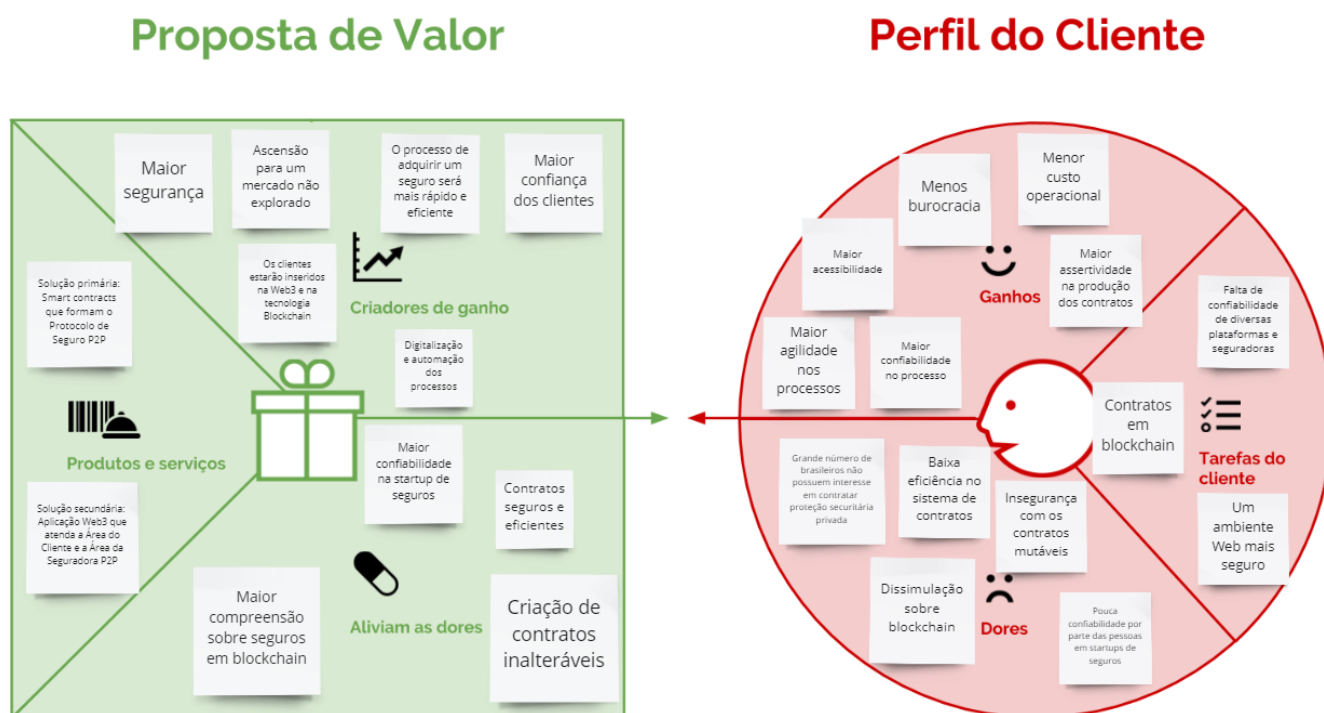 Proposta de Valor
Maior
segurança
Ascensão
para um
mercado não
explorado
O processo de
adquirir um
seguro será
mais rápido e
eficiente
Maior
confiança
dos clientes
Os clientes
estarão inseridos
na Web3 e na
tecnologia
Blockchain
Criadores de ganho
Digitalização
e automação
dos
processos
Solução primária:
Smart contracts
que formam o
Protocolo de
Seguro P2P
Produtos e serviços
Solução secundária:
Aplicação Web3 que
atenda a Área do
Cliente e a Área da
Seguradora P2P
Maior
confiabilidade
na startup de
seguros
Contratos
seguros e
eficientes
Aliviam as dores
Maior
compreensão
sobre seguros
em blockchain
Criação de
contratos
inalteráveis
Perfil do Cliente
Menos
burocracia
Menor
custo
operacional
Maior
acessibilidade
Ganhos
Maior
assertividade
na produção
dos contratos
Maior
agilidade
nos
processos
Maior
confiabilidade
no processo
Falta de
confiabilidade
de diversas
plataformas e
seguradoras
Contratos
em
blockchain
Tarefas do
cliente
Um
ambiente
Web mais
seguro
Grande número de
brasileiros não
possuem interesse
em contratar
proteção securitária
privada
Baixa
eficiência no
sistema de
contratos
Insegurança
com os
contratos
mutáveis
Dissimulação
sobre
blockchain
Dores
Pouca
confiabilidade por
parte das pessoas
em startups de
seguros